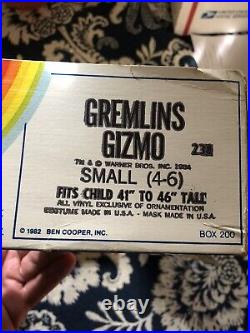 GREMLINS
GIZMO
238
TM & © WARNER BROS. INC. 1984
SMALL (4-6)
FITS CHILD 41" TO 46" TALL
ALL VINYL EXCLUSIVE OF ORNAMENTATION
COSTUME MADE IN U.S.A. - MASK MADE IN U.S.A.
© 1982 BEN COOPER, INC.
BOX 200